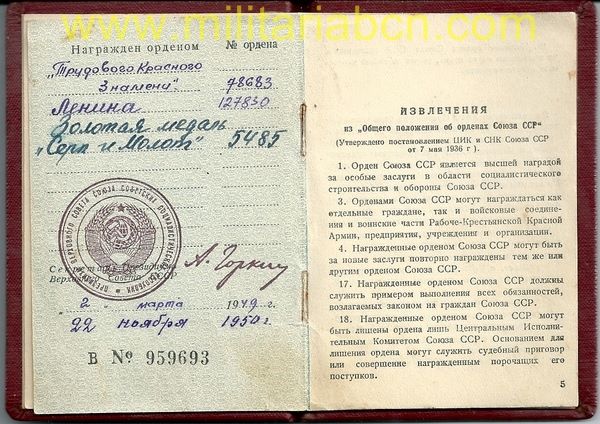 www.militariabcn.com
Награжден орденом № ордена
„Трудового Красного
Знамени" 78683
Ленина 127830
Золотая медаль
„Серп и Молот" 5485
Секретарь Президиума
Верховного Совета А. Горкин
2 марта 1949 г.
22 ноября 1950 г.
В № 959693
ИЗВЛЕЧЕНИЯ
из „Общего положения об орденах Союза ССР"
(Утверждено постановлением ЦИК и СНК Союза ССР
от 7 мая 1936 г.)
1. Орден Союза ССР является высшей наградой
за особые заслуги в области социалистического
строительства и обороны Союза ССР.
3. Орденами Союза ССР могут награждаться как
отдельные граждане, так и войсковые соедине-
ния и воинские части Рабоче-Крестьянской Красной
Армии, предприятия, учреждения и организации.
4. Награжденные орденом Союза ССР могут быть
за новые заслуги повторно награждены тем же или
другим орденом Союза ССР.
17. Награжденные орденом Союза ССР должны
служить примером выполнения всех обязанностей,
возлагаемых законом на граждан Союза ССР.
18. Награжденные орденом Союза ССР могут
быть лишены ордена лишь Центральным Исполни-
тельным Комитетом Союза ССР. Основанием для
лишения ордена могут служить судебный приговор
или совершение награжденным порочащих его
поступков.
5